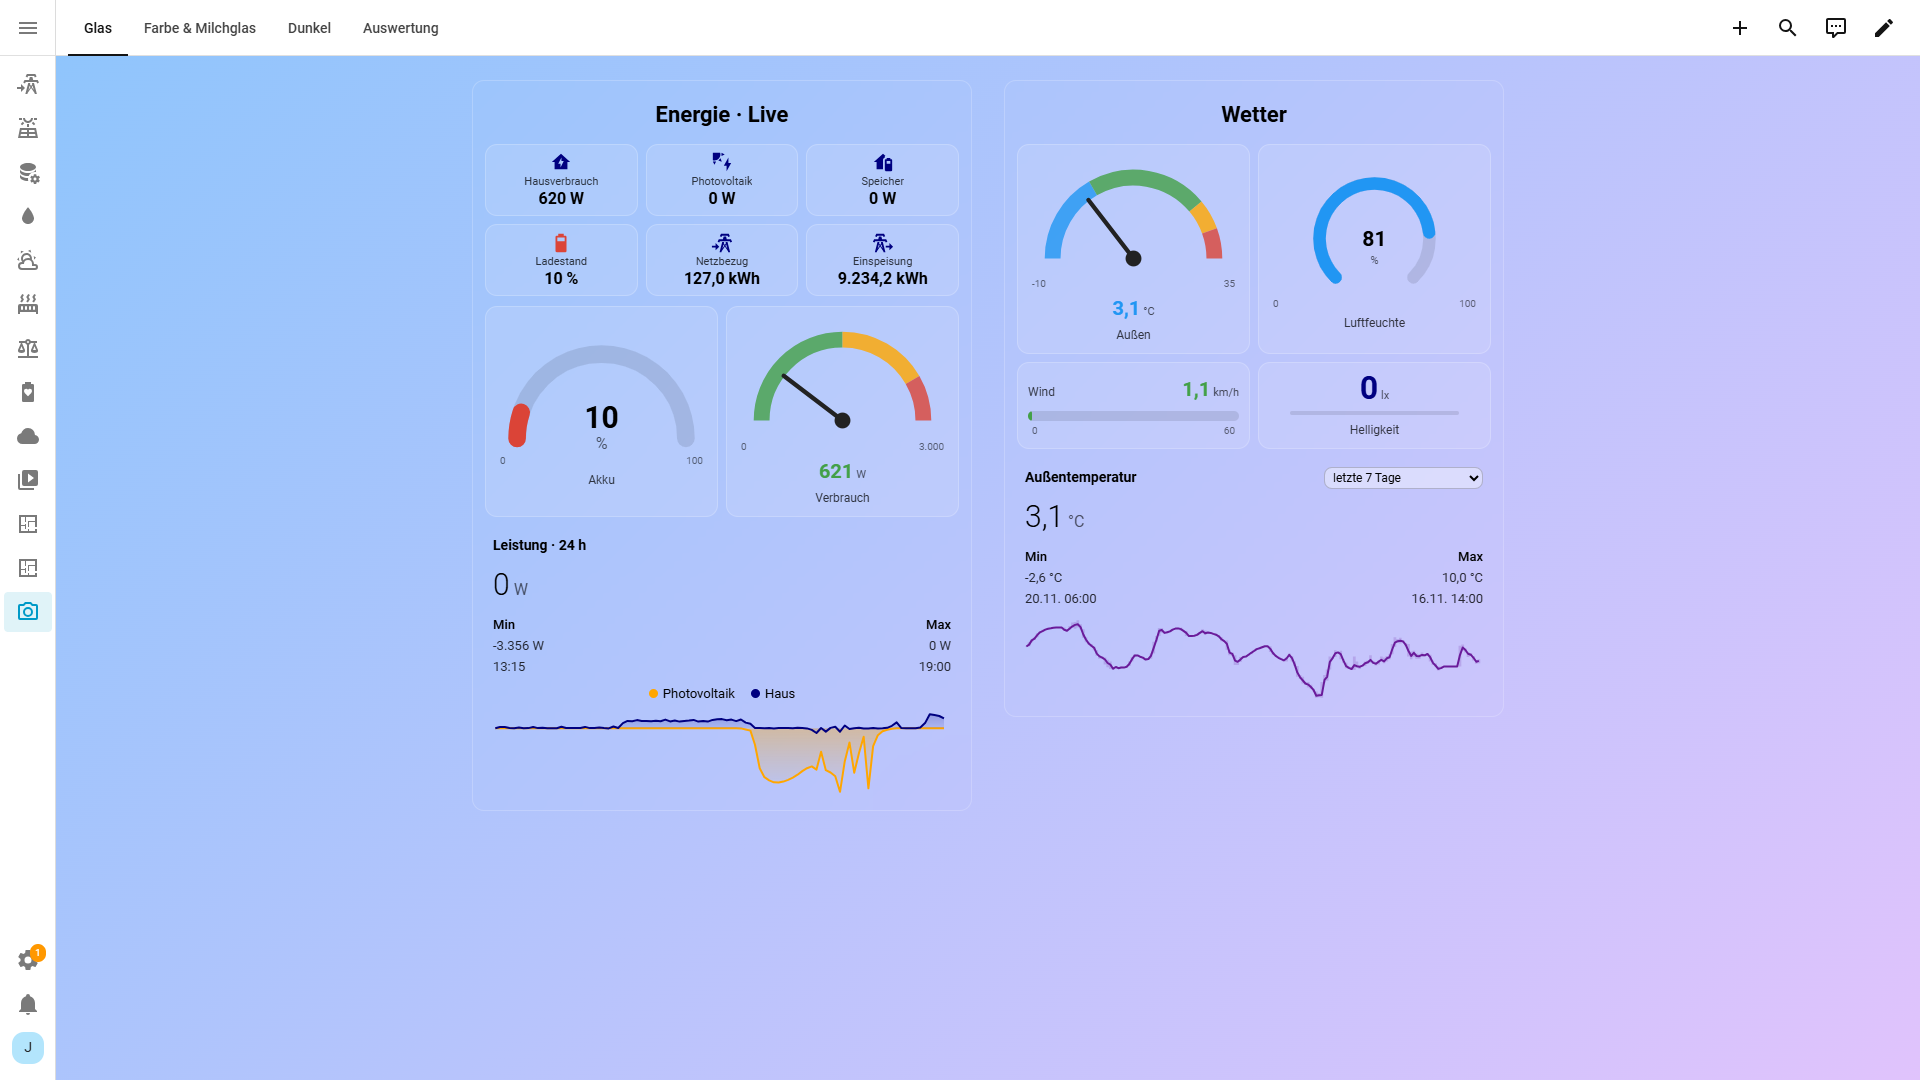 Glas Farbe & Milchglas Dunkel Auswertung
Energie · Live
Hausverbrauch Photovoltaik Speicher
620 W 0 W 0 W
Ladestand Netzbezug Einspeisung
10 % 127,0 kWh 9.234,2 kWh
10
%
0 100
Akku
0 3.000
621 W
Verbrauch
Leistung · 24 h
0 W
Min Max
-3.356 W 0 W
13:15 19:00
Photovoltaik Haus
Wetter
-10 35
3,1 °C
Außen
81
%
0 100
Luftfeuchte
Wind 1,1 km/h
0 60
0 lx
Helligkeit
Außentemperatur letzte 7 Tage
3,1 °C
Min Max
-2,6 °C 10,0 °C
20.11. 06:00 16.11. 14:00
1
J